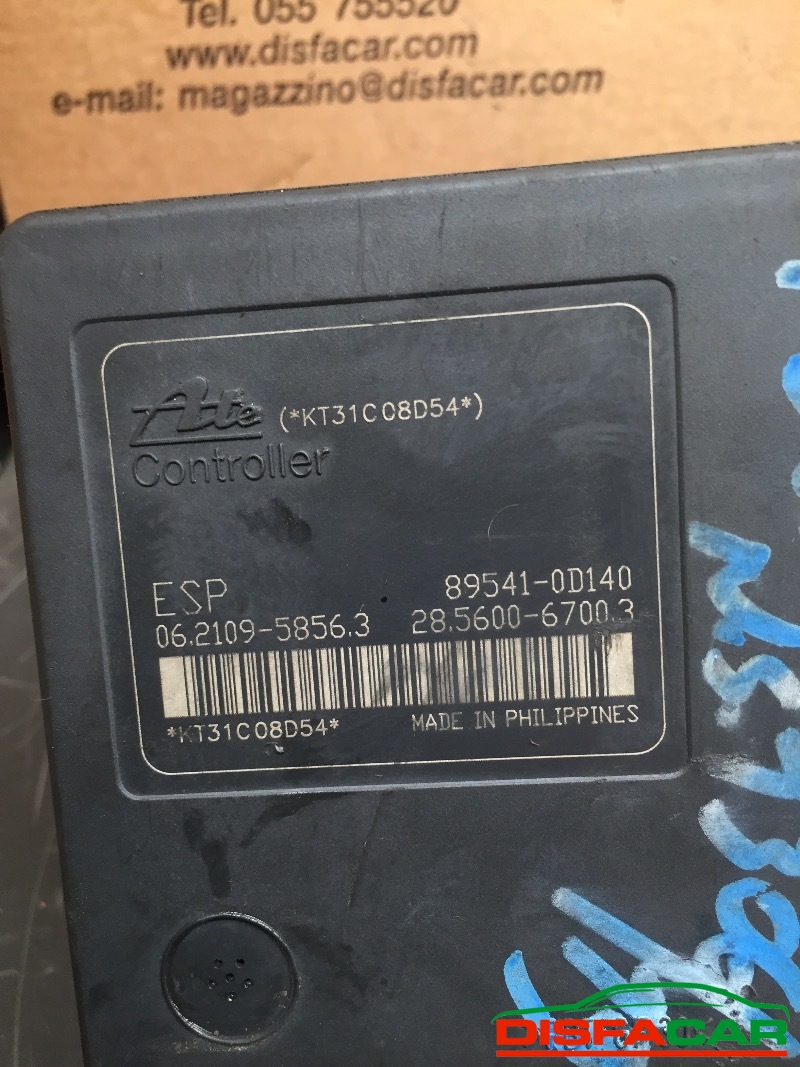 Tel. 055 755520
www.disfacar.com
e-mail: magazzino@disfacar.com
Ate (*KT31C08D54*)
Controller
ESP 89541-0D140
06.2109-5856.3 28.5600-6700.3
*KT31C08D54* MADE IN PHILIPPINES
DISFACAR